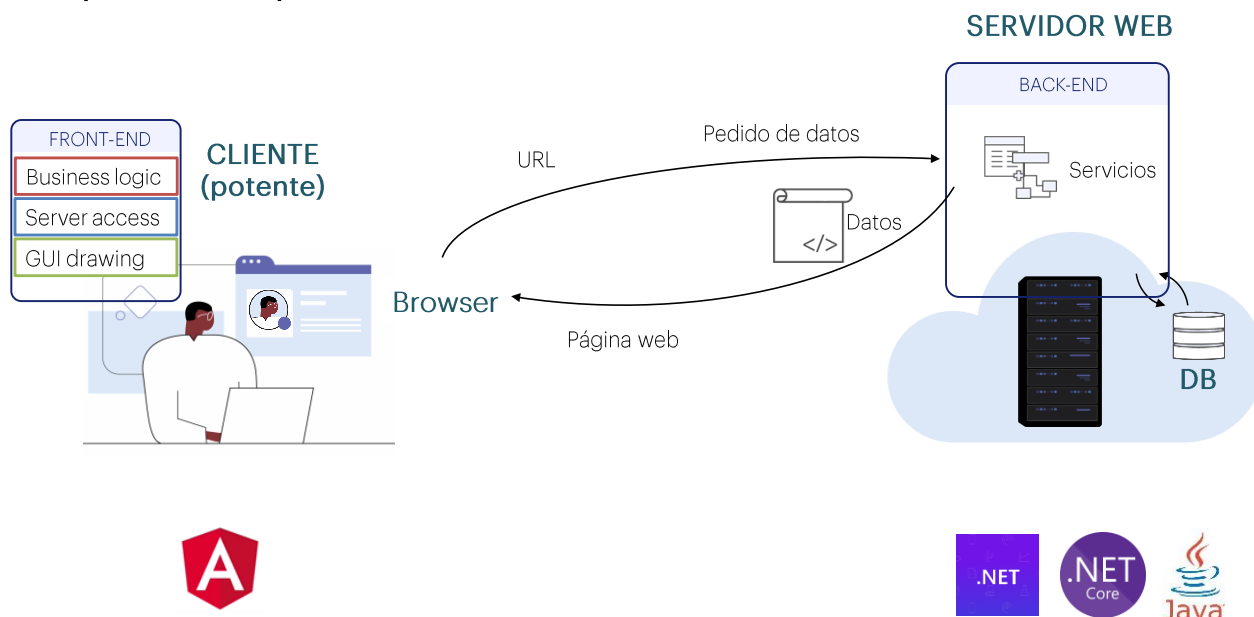 SERVIDOR WEB
BACK-END
Servicios
DB
FRONT-END
Business logic
Server access
GUI drawing
CLIENTE
(potente)
URL
Pedido de datos
</>
Datos
Browser
Página web
A
.NET
.NET
Core
Java